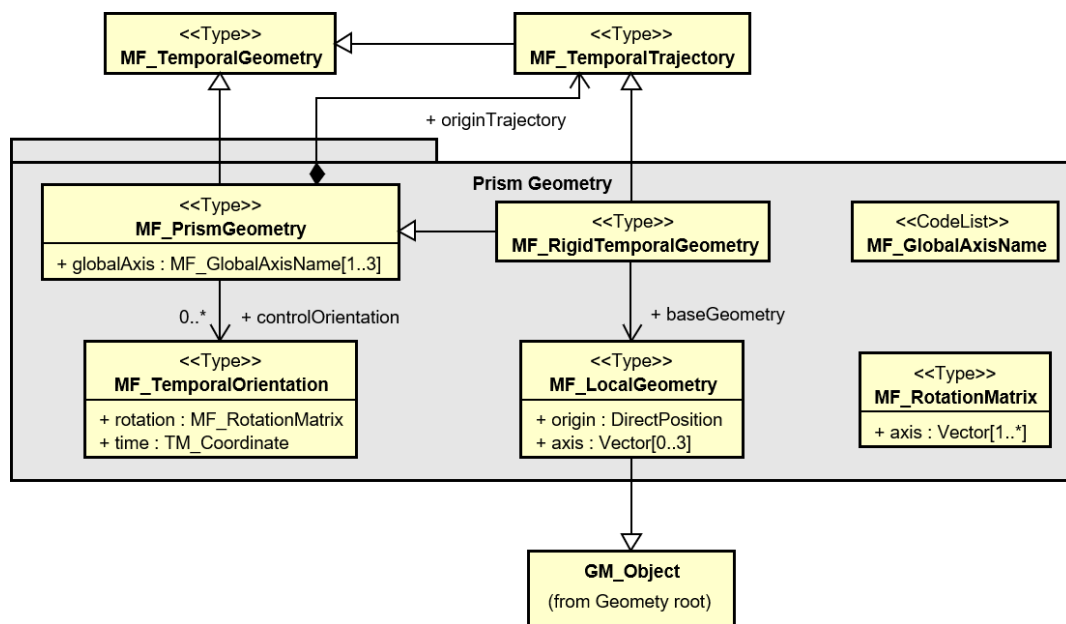 <<Type>>
MF_TemporalGeometry
<<Type>>
MF_TemporalTrajectory
+ originTrajectory
Prism Geometry
<<Type>>
MF_PrismGeometry
+ globalAxis : MF_GlobalAxisName[1..3]
<<Type>>
MF_RigidTemporalGeometry
<<CodeList>>
MF_GlobalAxisName
0..*
+ controlOrientation
+ baseGeometry
<<Type>>
MF_TemporalOrientation
+ rotation : MF_RotationMatrix
+ time : TM_Coordinate
<<Type>>
MF_LocalGeometry
+ origin : DirectPosition
+ axis : Vector[0..3]
<<Type>>
MF_RotationMatrix
+ axis : Vector[1..*]
GM_Object
(from Geomety root)